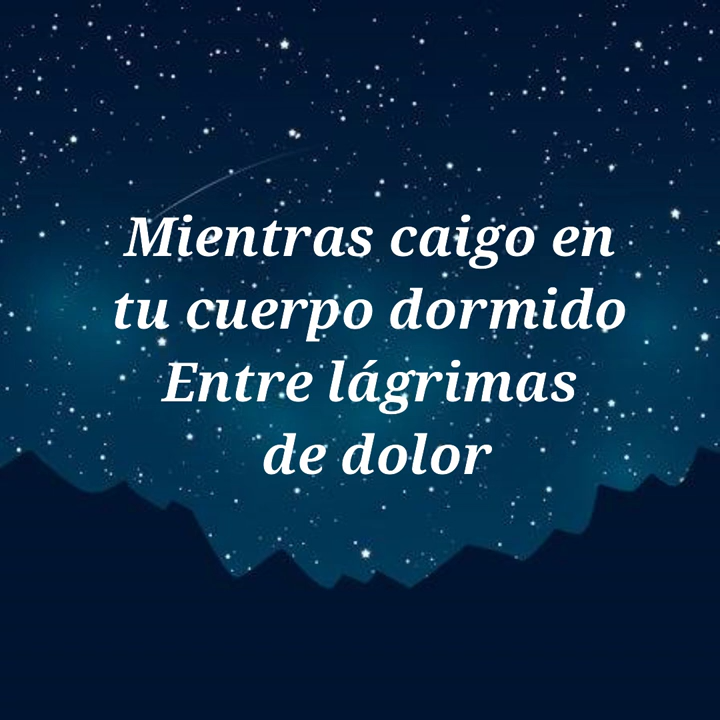 Mientras caigo en
tu cuerpo dormido
Entre lágrimas
de dolor